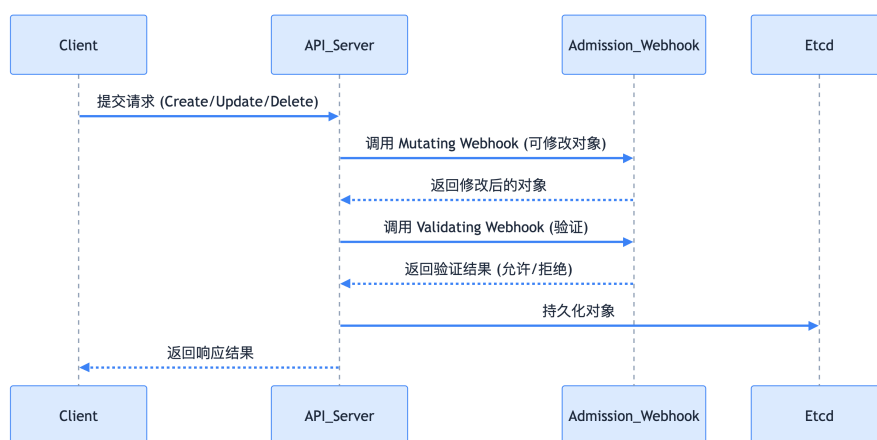 Client
API_Server
Admission_Webhook
Etcd
提交请求 (Create/Update/Delete)
调用 Mutating Webhook (可修改对象)
返回修改后的对象
调用 Validating Webhook (验证)
返回验证结果 (允许/拒绝)
持久化对象
返回响应结果
Client
API_Server
Admission_Webhook
Etcd